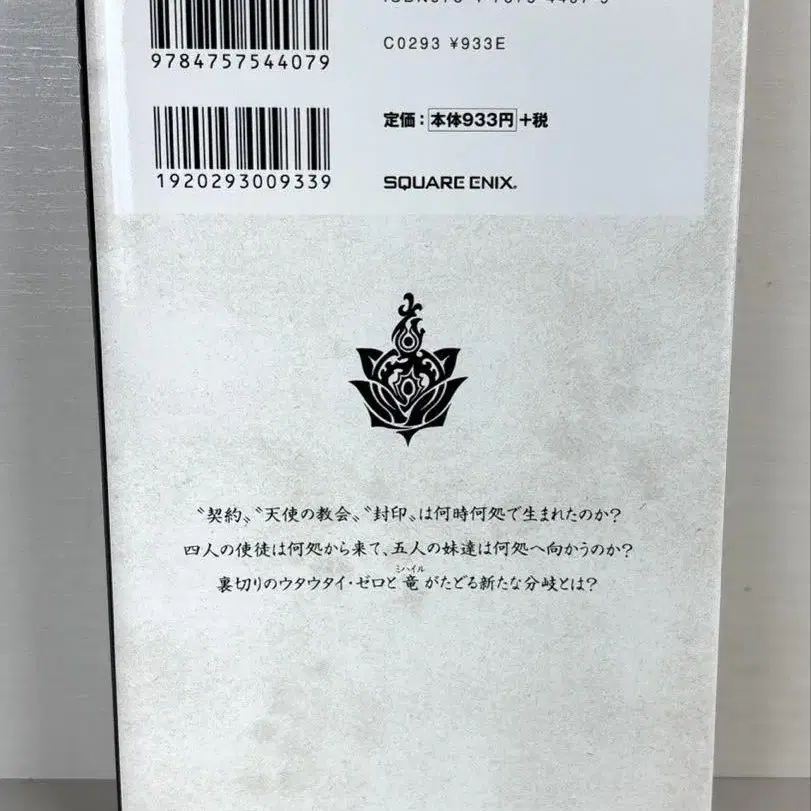 9784757544079
C0293 ¥933E
定価：本体933円+税
1920293009339
SQUARE ENIX.
〝契約〟〝天使の教会〟〝封印〟は何時何処で生まれたのか？
四人の使徒は何処から来て、五人の妹達は何処へ向かうのか？
ミハイル
裏切りのウタウタイ・ゼロと竜がたどる新たな分岐とは？